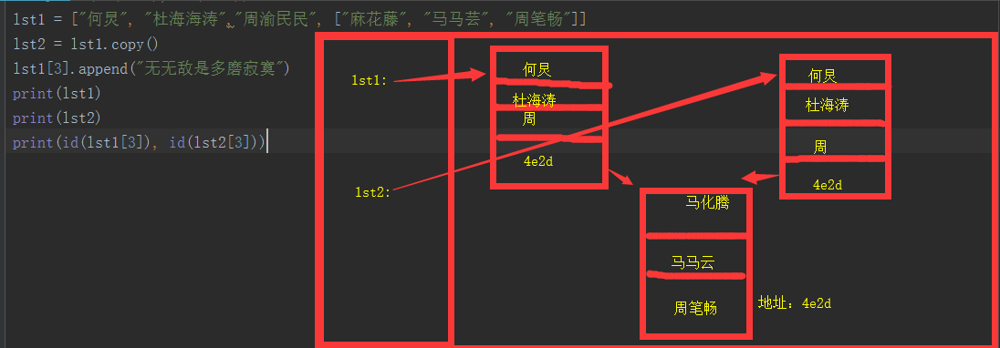 lst1 = ["何炅", "杜海海涛","周渝民民", ["麻花藤", "马马芸", "周笔畅"]]
lst2 = lst1.copy()
lst1[3].append("无无敌是多磨寂寞")
print(lst1)
print(lst2)
print(id(lst1[3]), id(lst2[3]))
lst1:
lst2:
何炅
杜海涛
周
4e2d
何炅
杜海涛
周
4e2d
马化腾
马马云
周笔畅
地址：4e2d